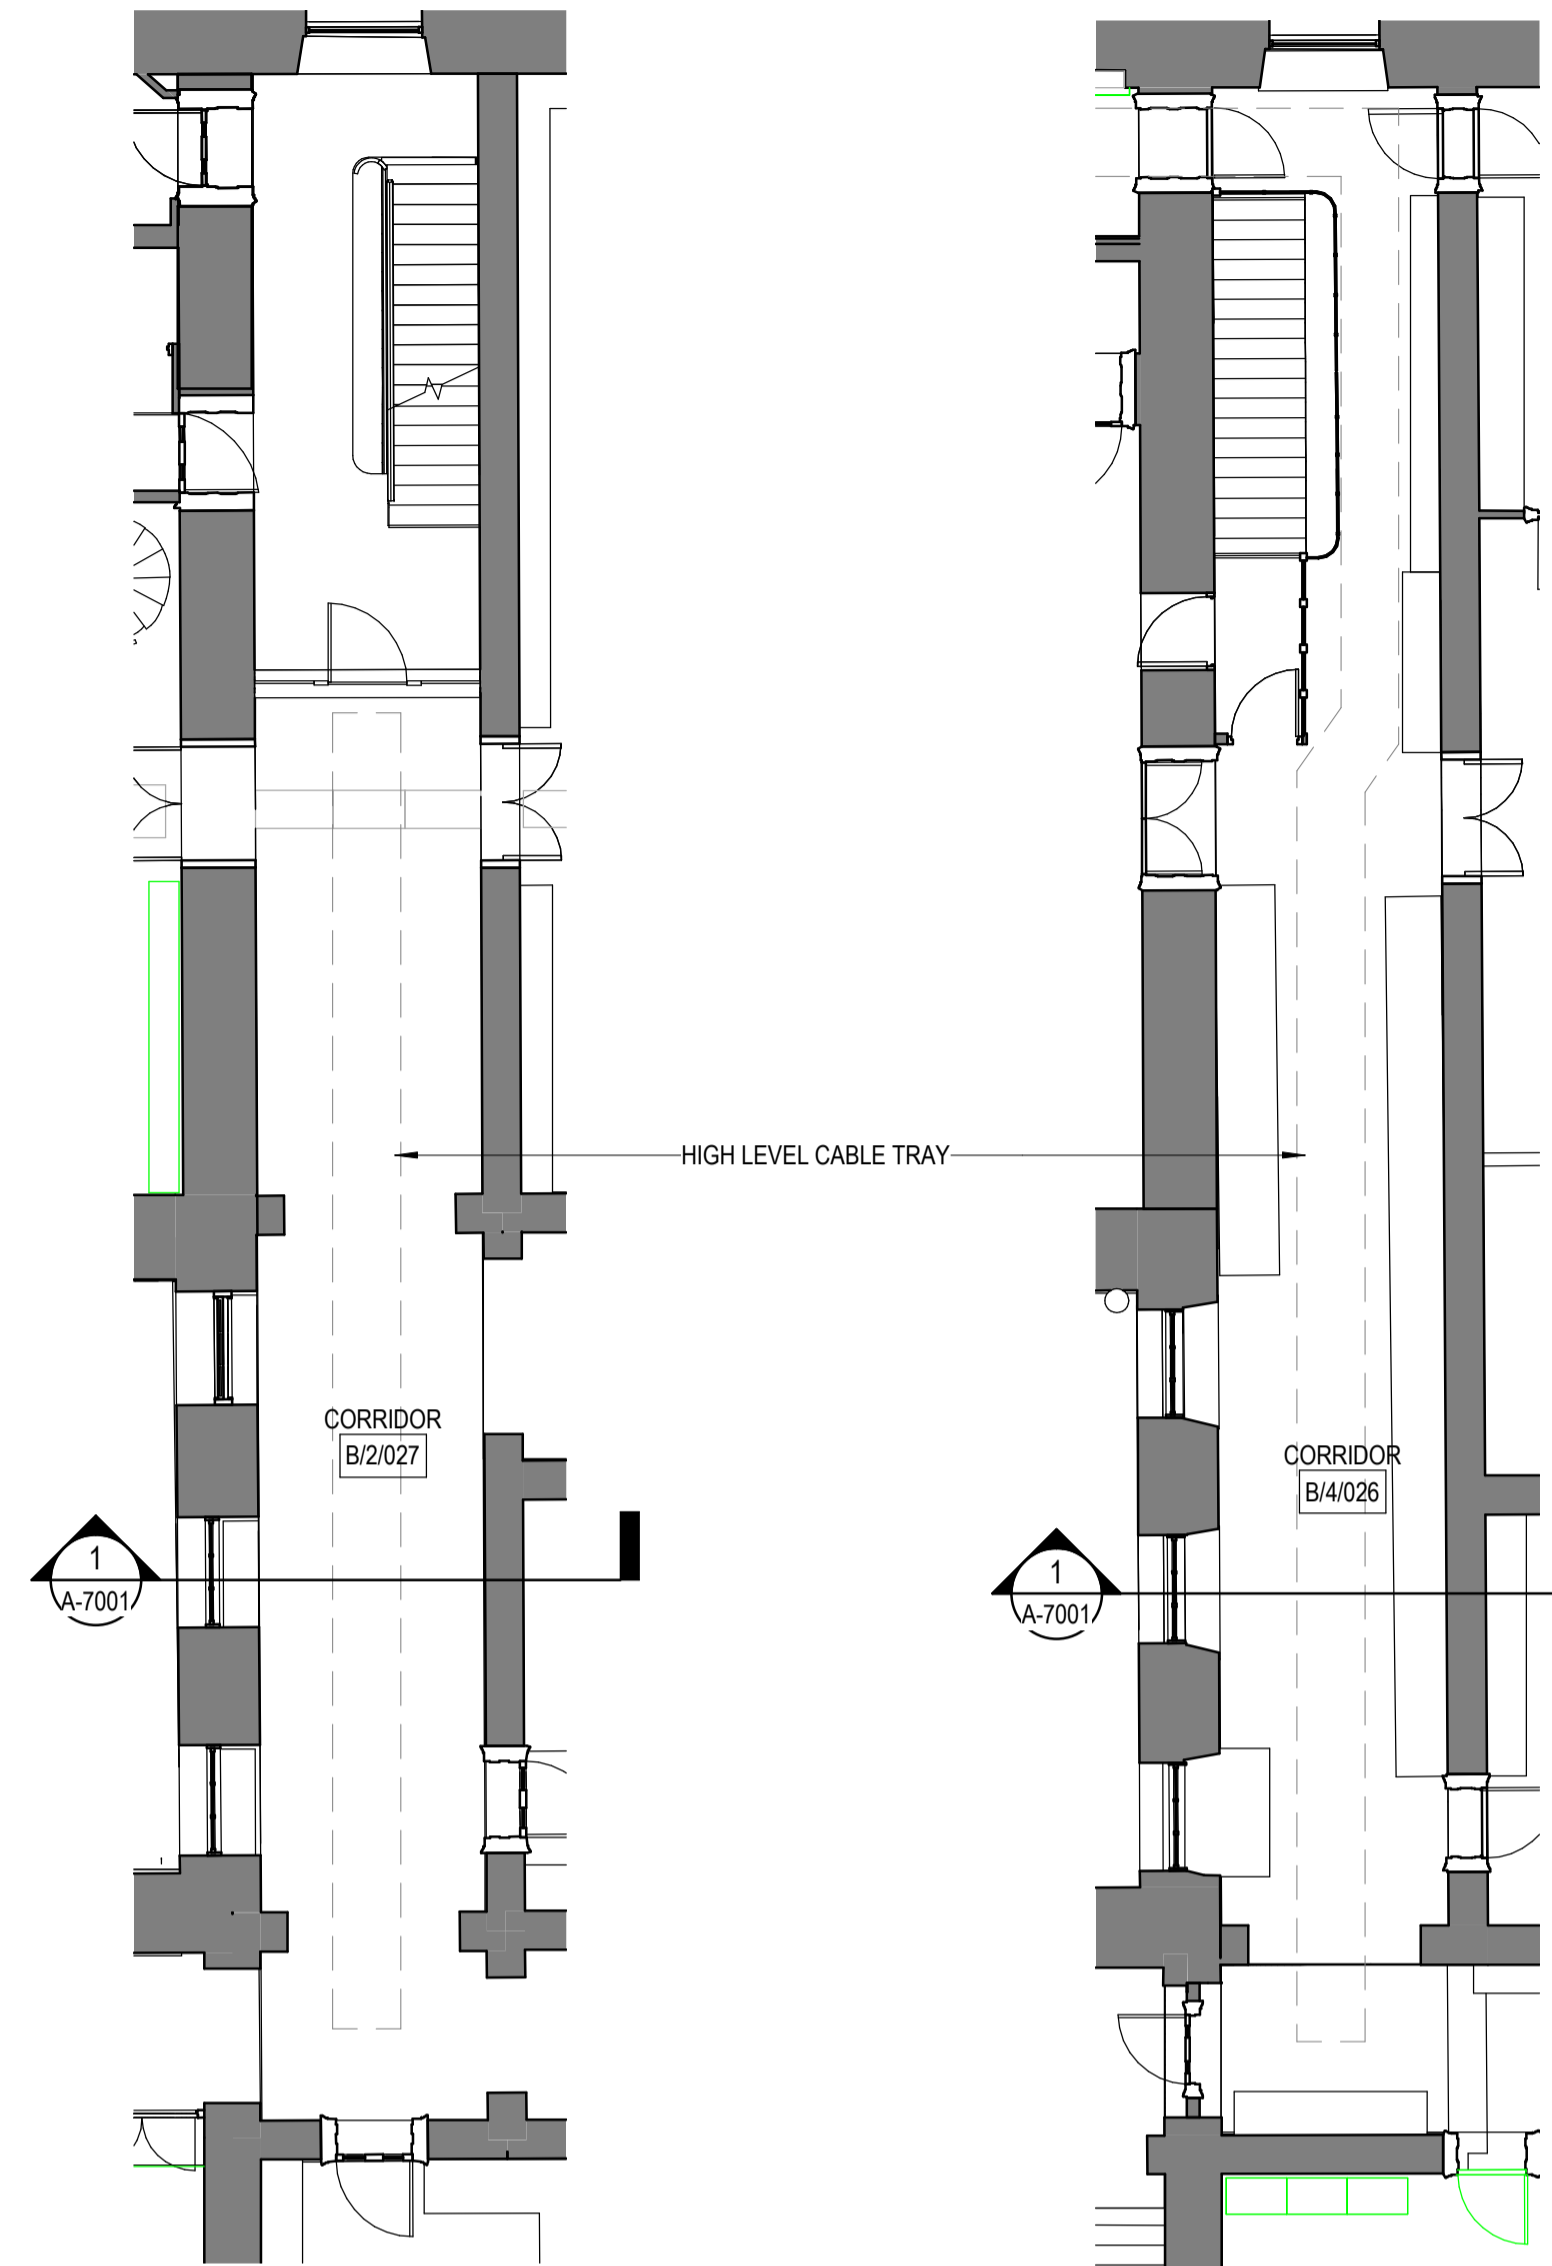 HIGH LEVEL CABLE TRAY
CORRIDOR
B/2/027
CORRIDOR
B/4/026
1
A-7001
1
A-7001